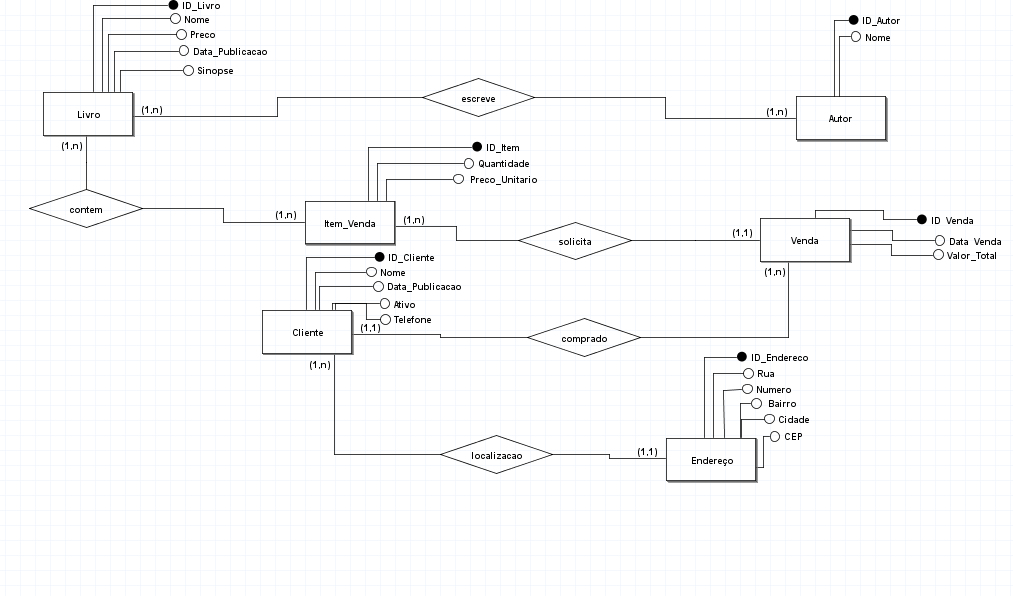 ID_Livro
Nome
Preco
Data_Publicacao
Sinopse
Livro
(1,n)
(1,n)
escreve
ID_Autor
Nome
(1,n)
Autor
contem
(1,n)
ID_Item
Quantidade
Preco_Unitario
Item_Venda
(1,n)
solicita
(1,1)
Venda
ID_Venda
Data_Venda
Valor_Total
(1,n)
ID_Cliente
Nome
Data_Publicacao
Ativo
Telefone
Cliente
(1,1)
(1,n)
comprado
ID_Endereco
Rua
Numero
Bairro
Cidade
CEP
localizacao
(1,1)
Endereço